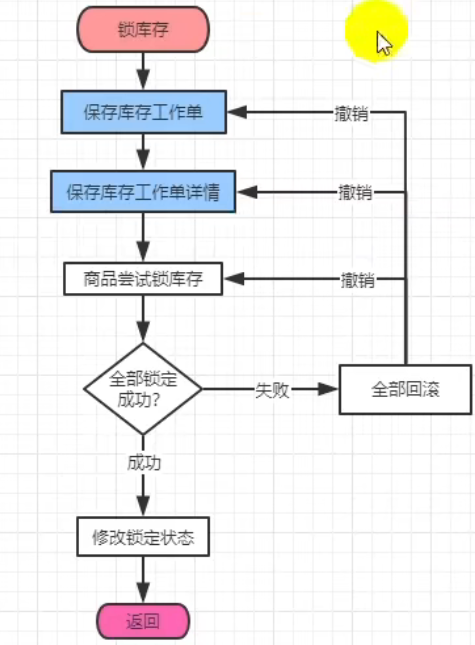 锁库存
保存库存工作单
撤销
保存库存工作单详情
撤销
商品尝试锁库存
撤销
全部锁定
成功?
失败
全部回滚
成功
修改锁定状态
返回